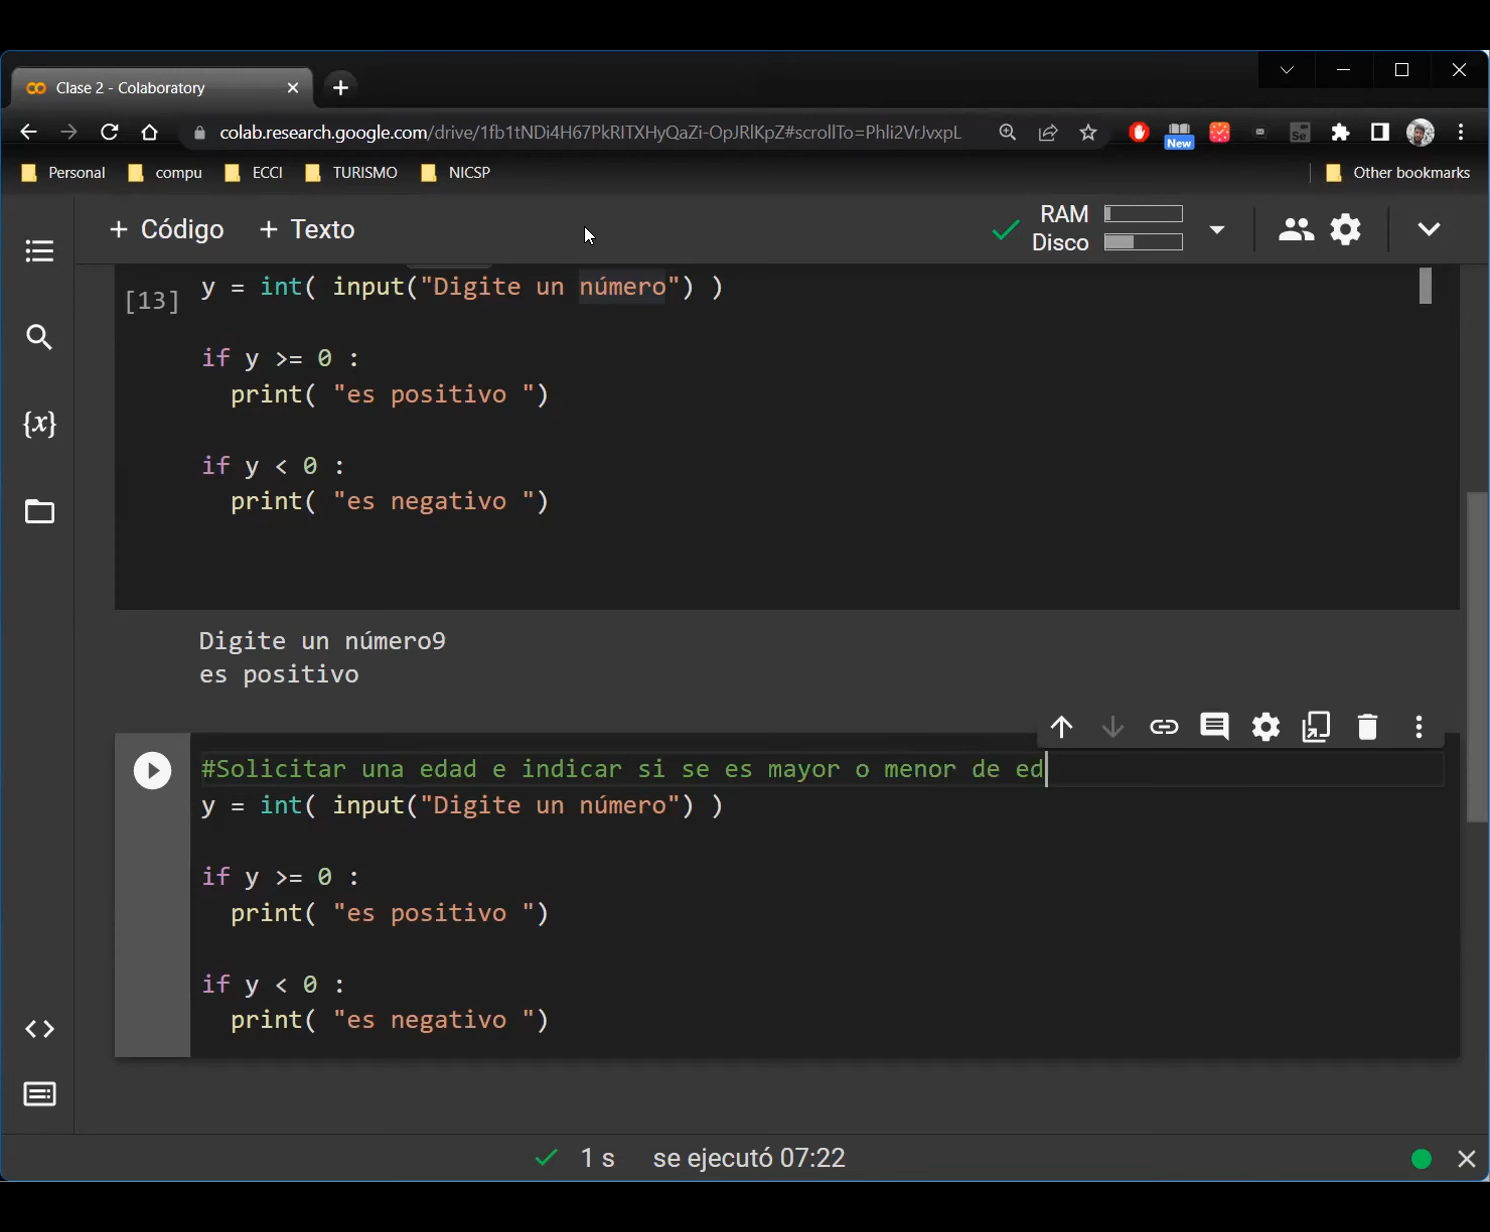 Clase 2 - Colaboratory
colab.research.google.com/drive/1fb1tNDi4H67PkRITXHyQaZi-OpJRlKpZ#scrollTo=Phli2VrJvxpL
New
Se
Personal
compu
ECCI
TURISMO
NICSP
Other bookmarks
+ Código
+ Texto
RAM
Disco
[13]
y = int( input("Digite un número") )
if y >= 0 :
print( "es positivo ")
if y < 0 :
print( "es negativo ")
Digite un número9
es positivo
#Solicitar una edad e indicar si se es mayor o menor de ed
y = int( input("Digite un número") )
if y >= 0 :
print( "es positivo ")
if y < 0 :
print( "es negativo ")
{x}
1 s se ejecutó 07:22